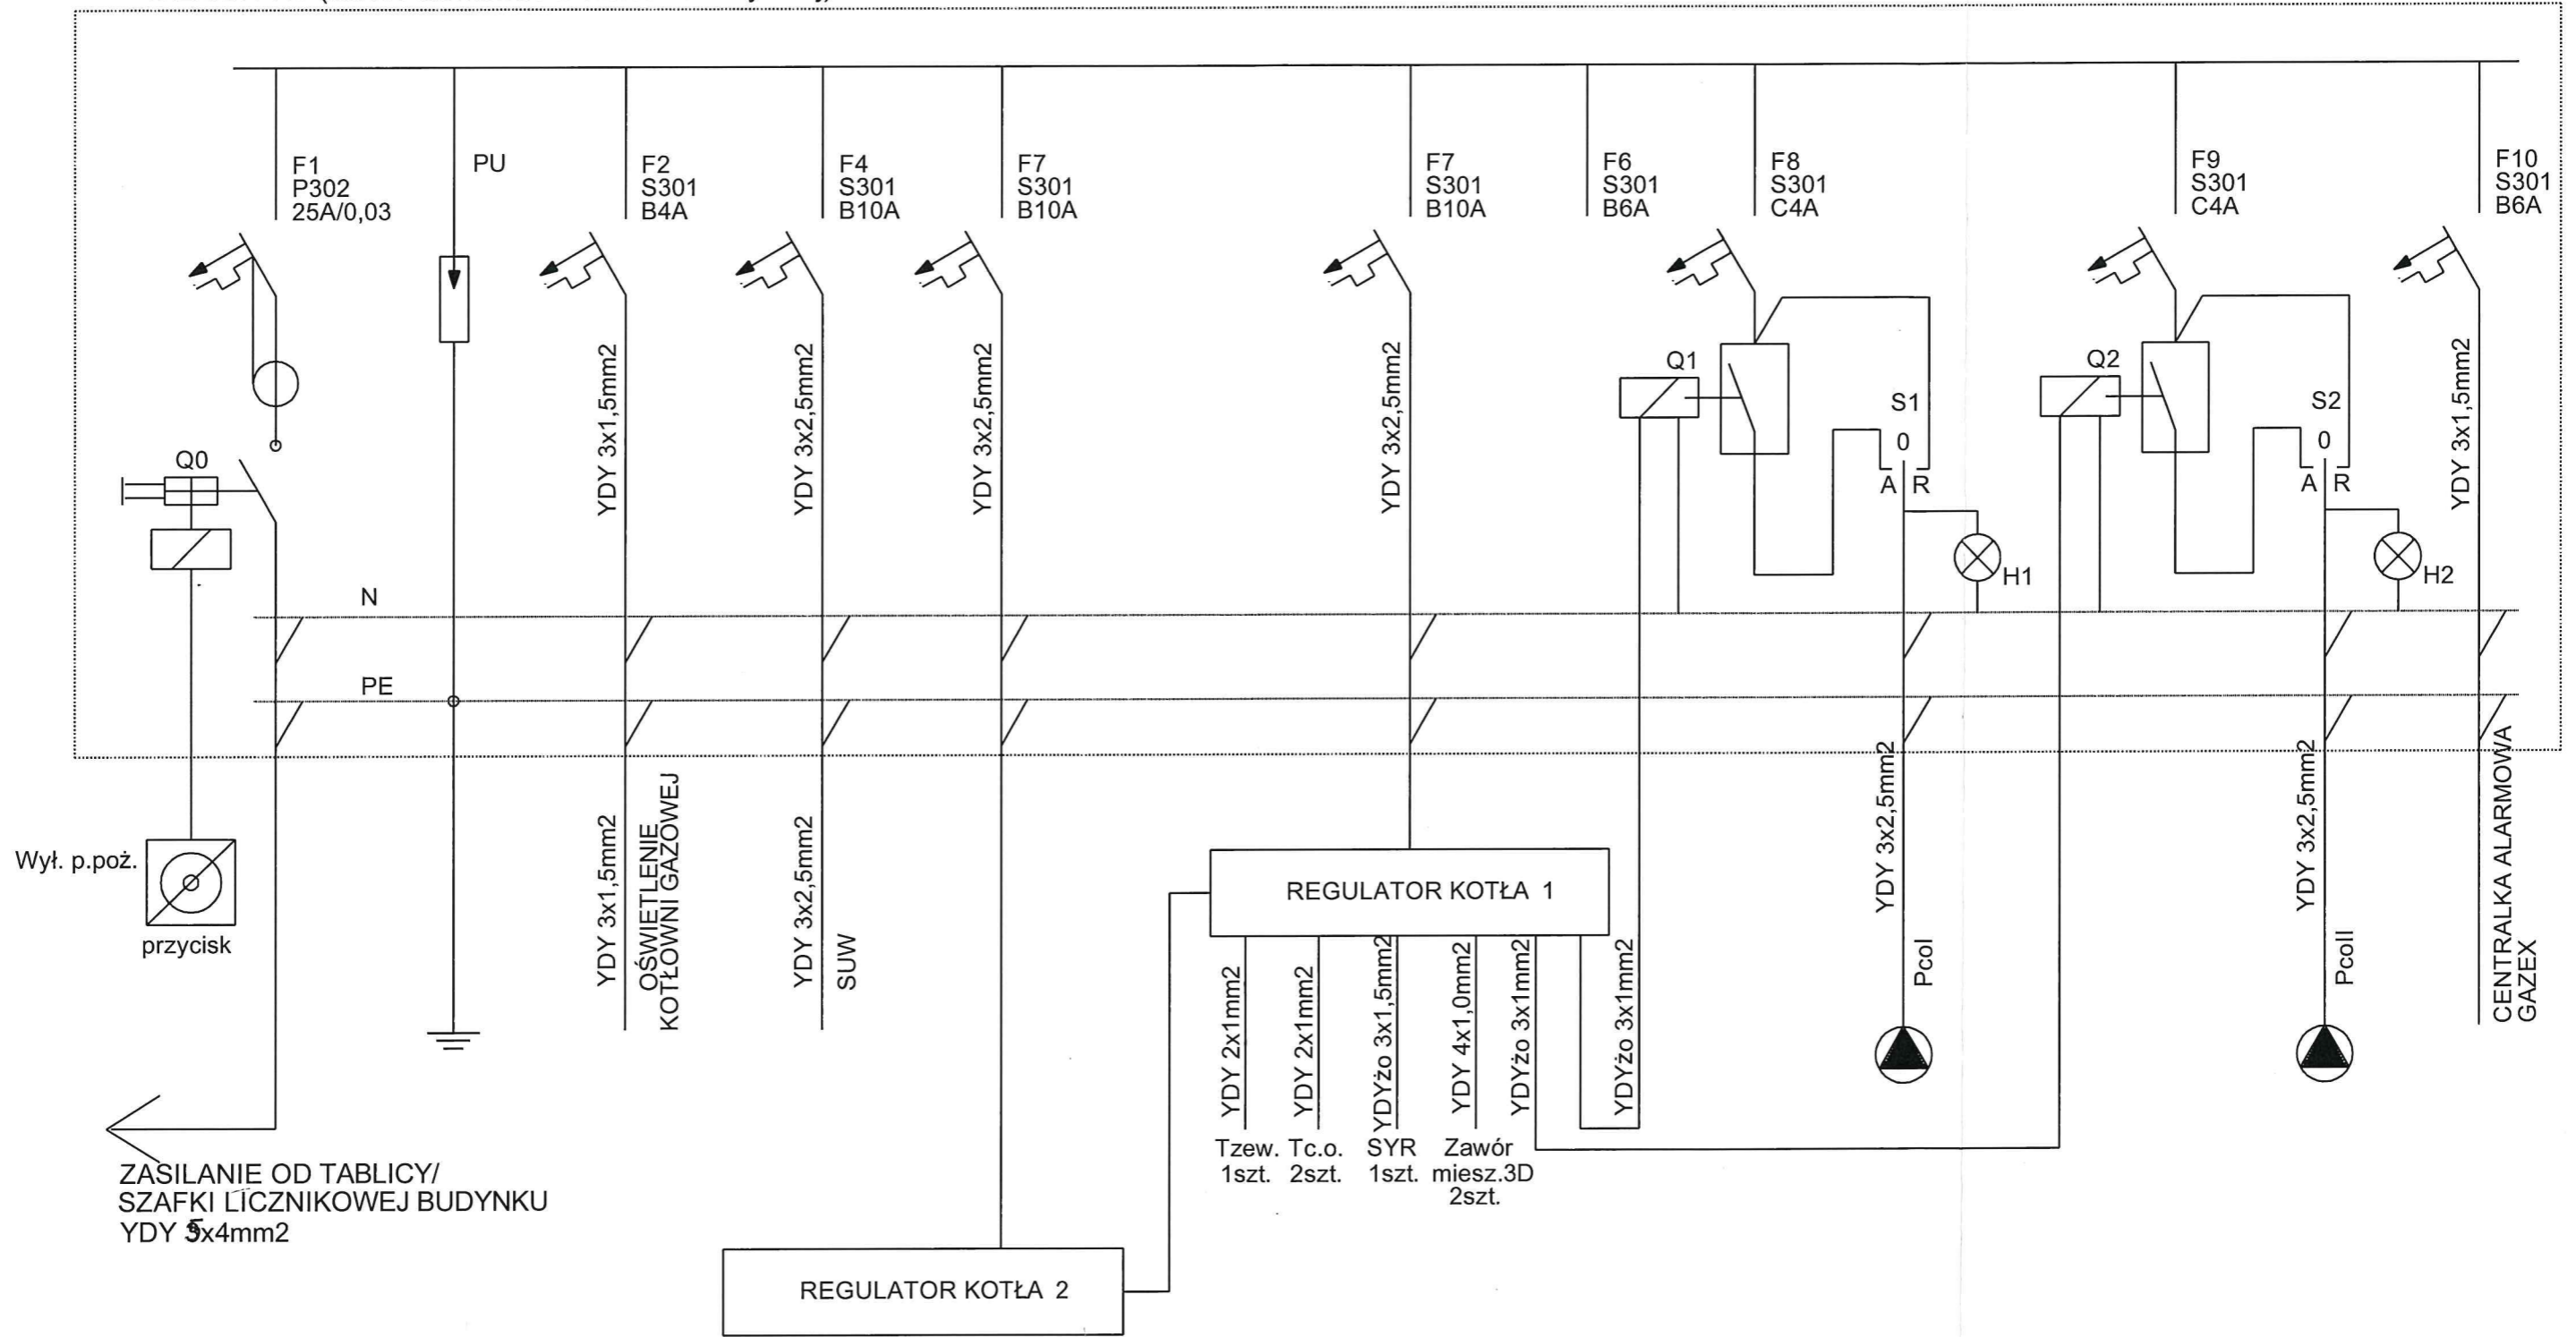 F1
P302
25A/0,03
PU
F2
S301
B4A
F4
S301
B10A
F7
S301
B10A
F7
S301
B10A
F6
S301
B6A
F8
S301
C4A
F9
S301
C4A
F10
S301
B6A
YDY 3x1,5mm2
YDY 3x2,5mm2
YDY 3x2,5mm2
YDY 3x2,5mm2
Q1
S1
0
A R
H1
Q2
S2
0
A R
H2
YDY 3x1,5mm2
Q0
N
PE
Wył. p.poż.
przycisk
YDY 3x1,5mm2
OŚWIETLENIE
KOTŁOWNI GAZOWEJ
YDY 3x2,5mm2
SUW
REGULATOR KOTŁA 1
YDY 2x1mm2
YDY 2x1mm2
YDYżo 3x1,5mm2
YDY 4x1,0mm2
YDYżo 3x1mm2
YDYżo 3x1mm2
Tzew.
1szt.
Tc.o.
2szt.
SYR
1szt.
Zawór
miesz.3D
2szt.
YDY 3x2,5mm2
PcoI
YDY 3x2,5mm2
PcoII
CENTRALKA ALARMOWA
GAZEX
ZASILANIE OD TABLICY/
SZAFKI LICZNIKOWEJ BUDYNKU
YDY 5x4mm2
REGULATOR KOTŁA 2